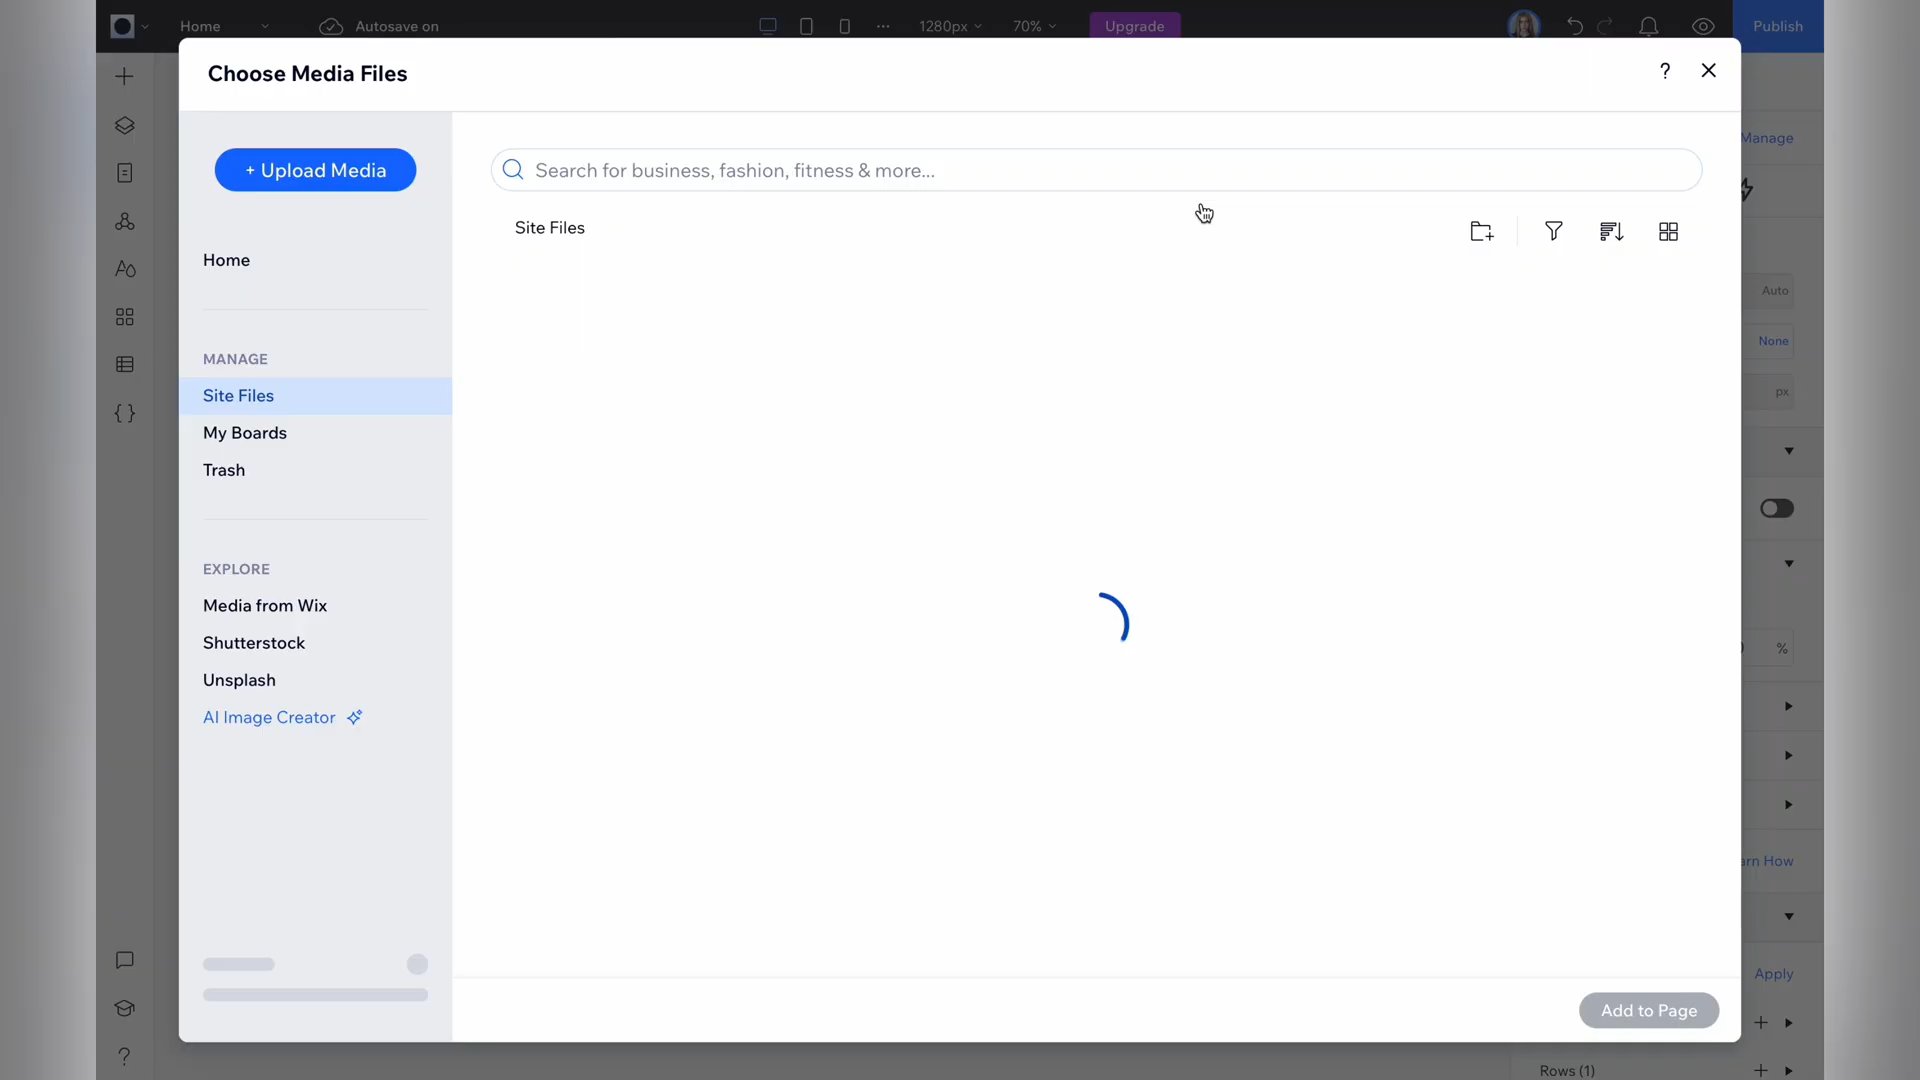 Home
Autosave on
1280px
70%
Upgrade
Publish
Choose Media Files
?
+ Upload Media
Search for business, fashion, fitness & more...
Site Files
Home
MANAGE
Site Files
My Boards
Trash
EXPLORE
Media from Wix
Shutterstock
Unsplash
AI Image Creator
Add to Page
Manage
Auto
None
px
%
Apply
Rows (1)
?